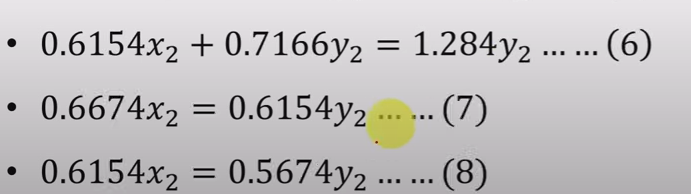 • 0.6154x₂ + 0.7166y₂ = 1.284y₂ ... ... (6)
• 0.6674x₂ = 0.6154y₂ ... ... (7)
• 0.6154x₂ = 0.5674y₂ ... ... (8)